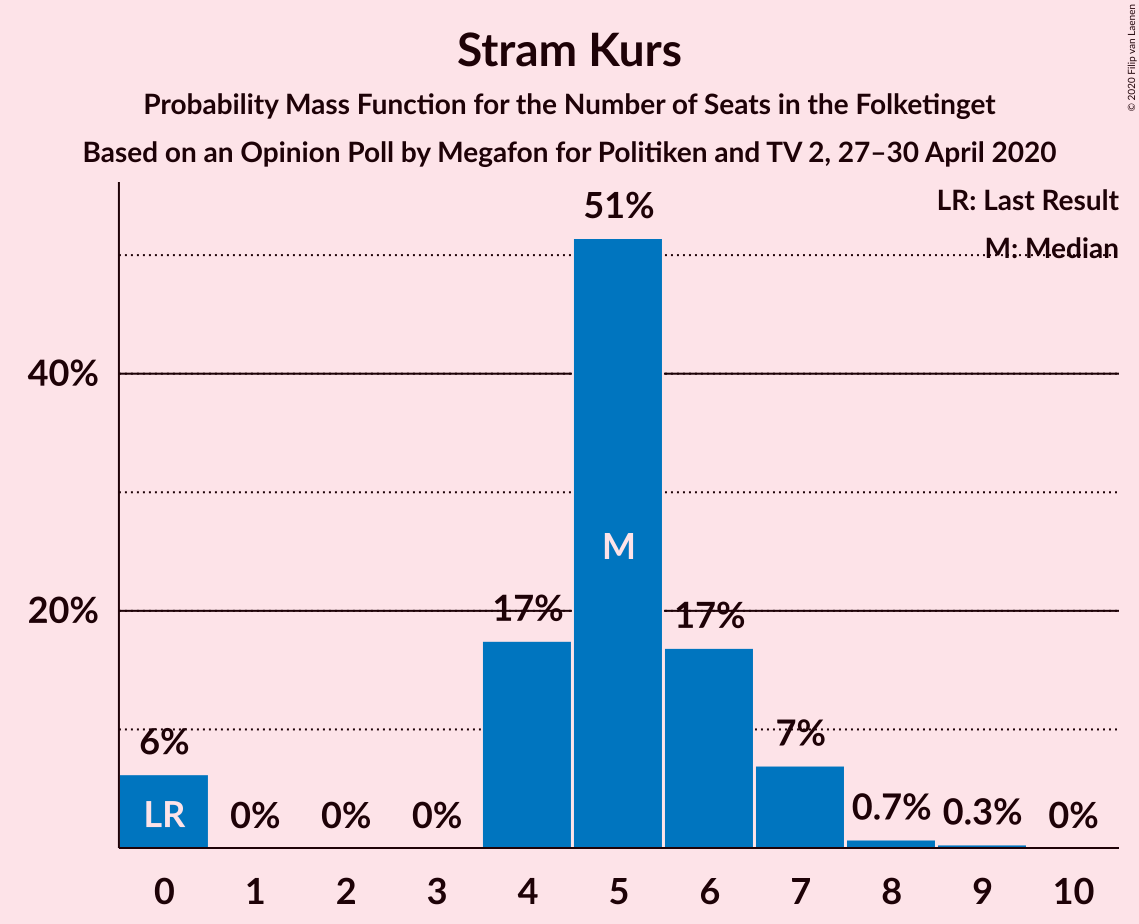 Stram Kurs
Probability Mass Function for the Number of Seats in the Folketinget
Based on an Opinion Poll by Megafon for Politiken and TV 2, 27–30 April 2020
© 2020 Filip van Laenen
LR: Last Result
M: Median
51%
40%
M
20%
17%
17%
6%
7%
LR
0%
0%
0%
0.7%
0.3%
0%
0 1 2 3 4 5 6 7 8 9 10